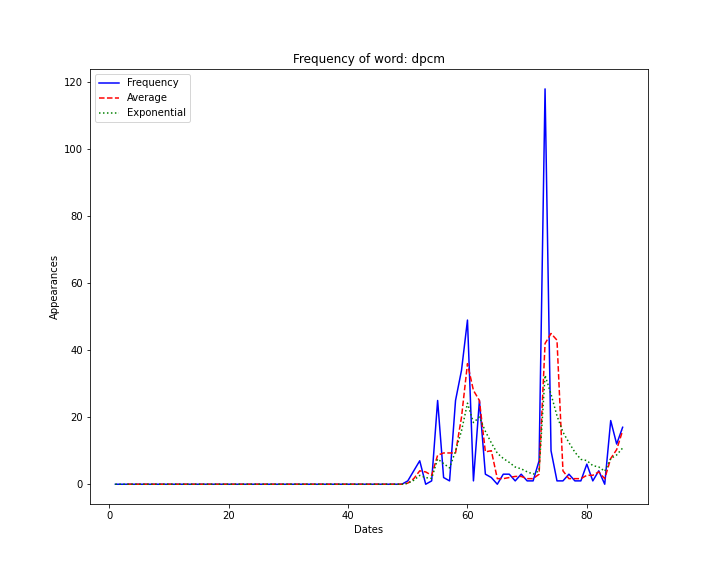 Frequency of word: dpcm
Frequency
Average
Exponential
Appearances
120
100
80
60
40
20
0
0 20 40 60 80
Dates